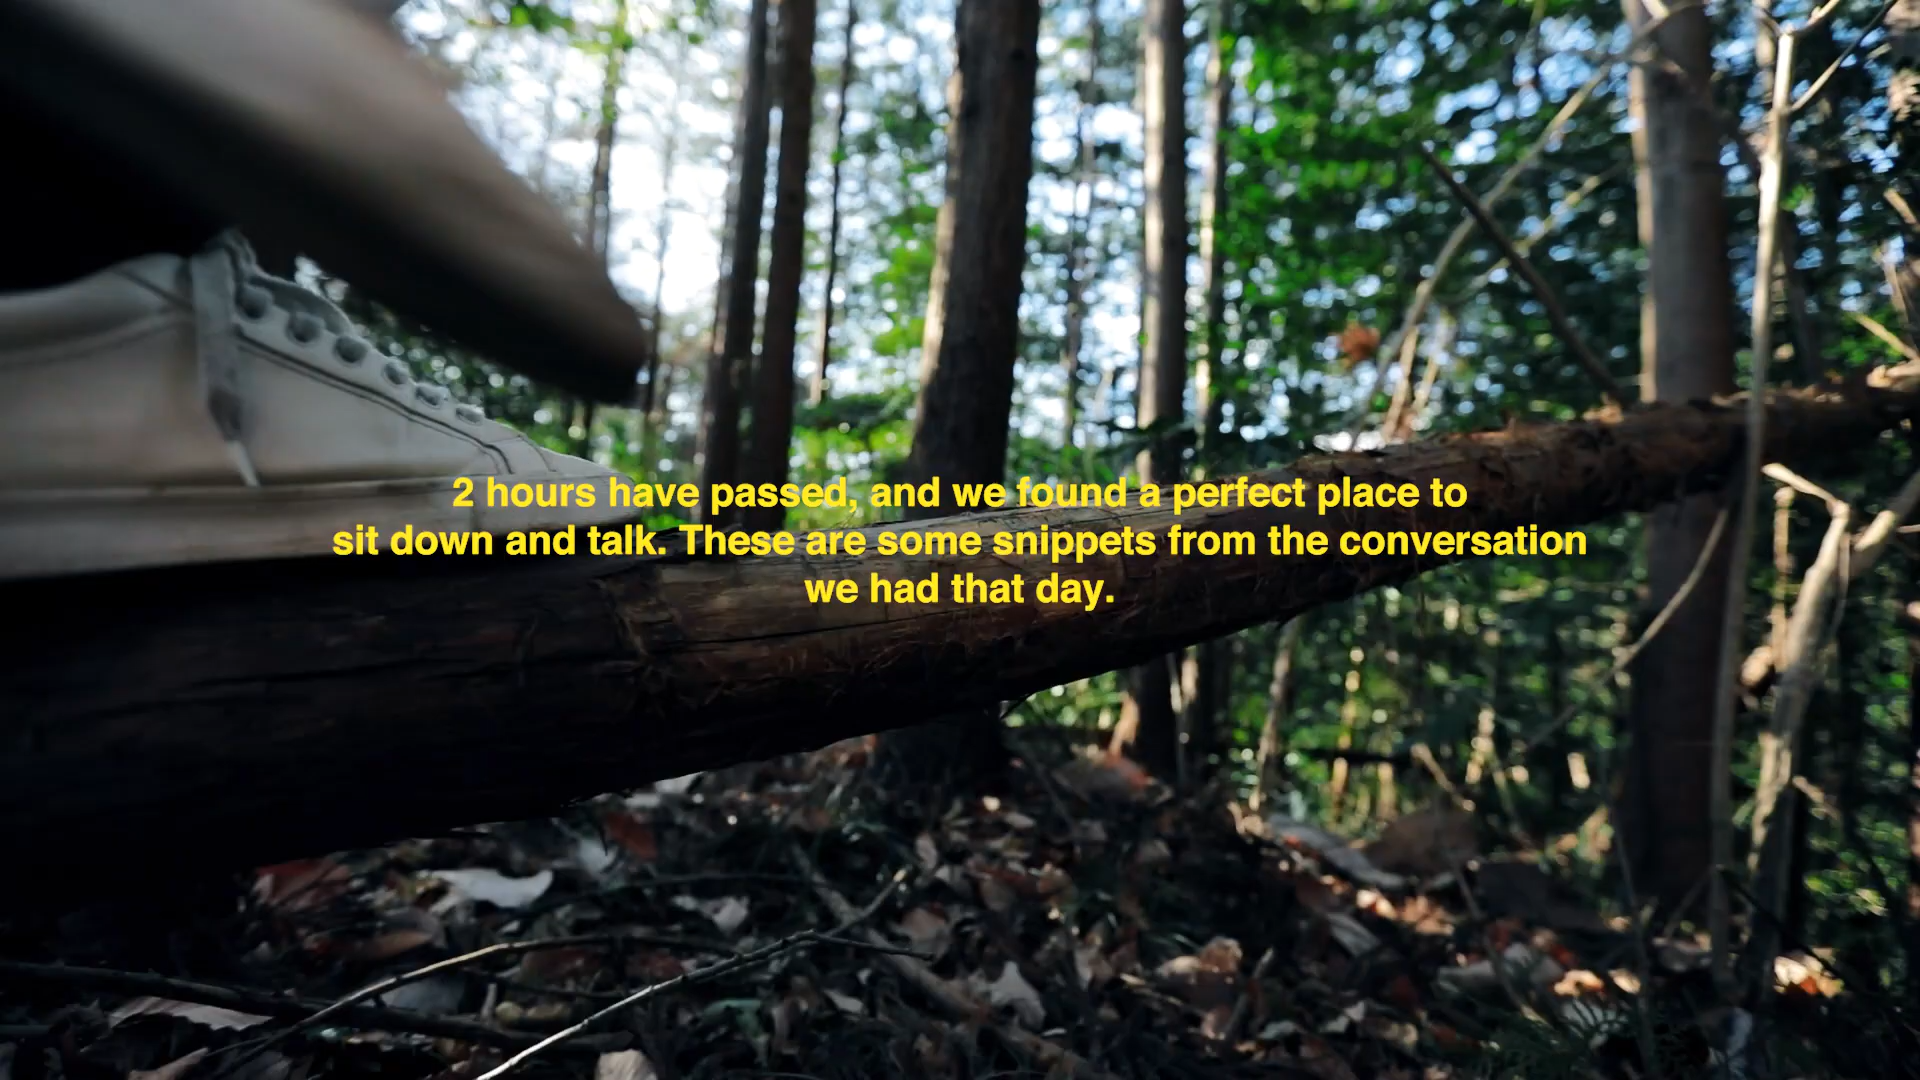 2 hours have passed, and we found a perfect place to
sit down and talk. These are some snippets from the conversation
we had that day.